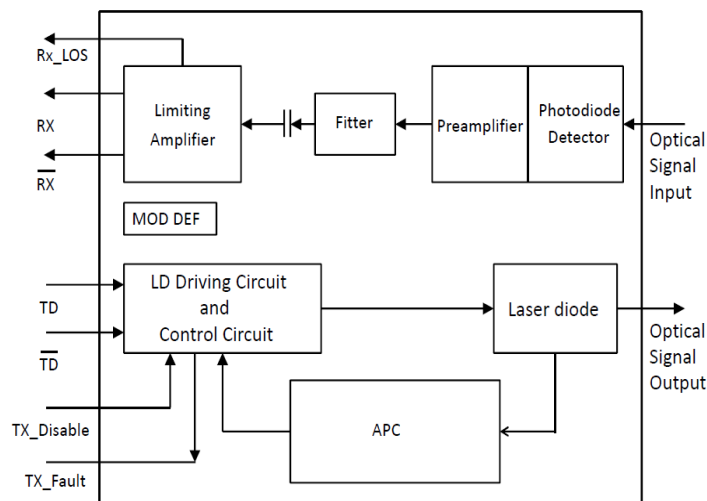 Rx_LOS
RX
RX
Limiting
Amplifier
Fitter
Preamplifier
Photodiode
Detector
Optical
Signal
Input
MOD DEF
TD
TD
TX_Disable
TX_Fault
LD Driving Circuit
and
Control Circuit
Laser diode
Optical
Signal
Output
APC